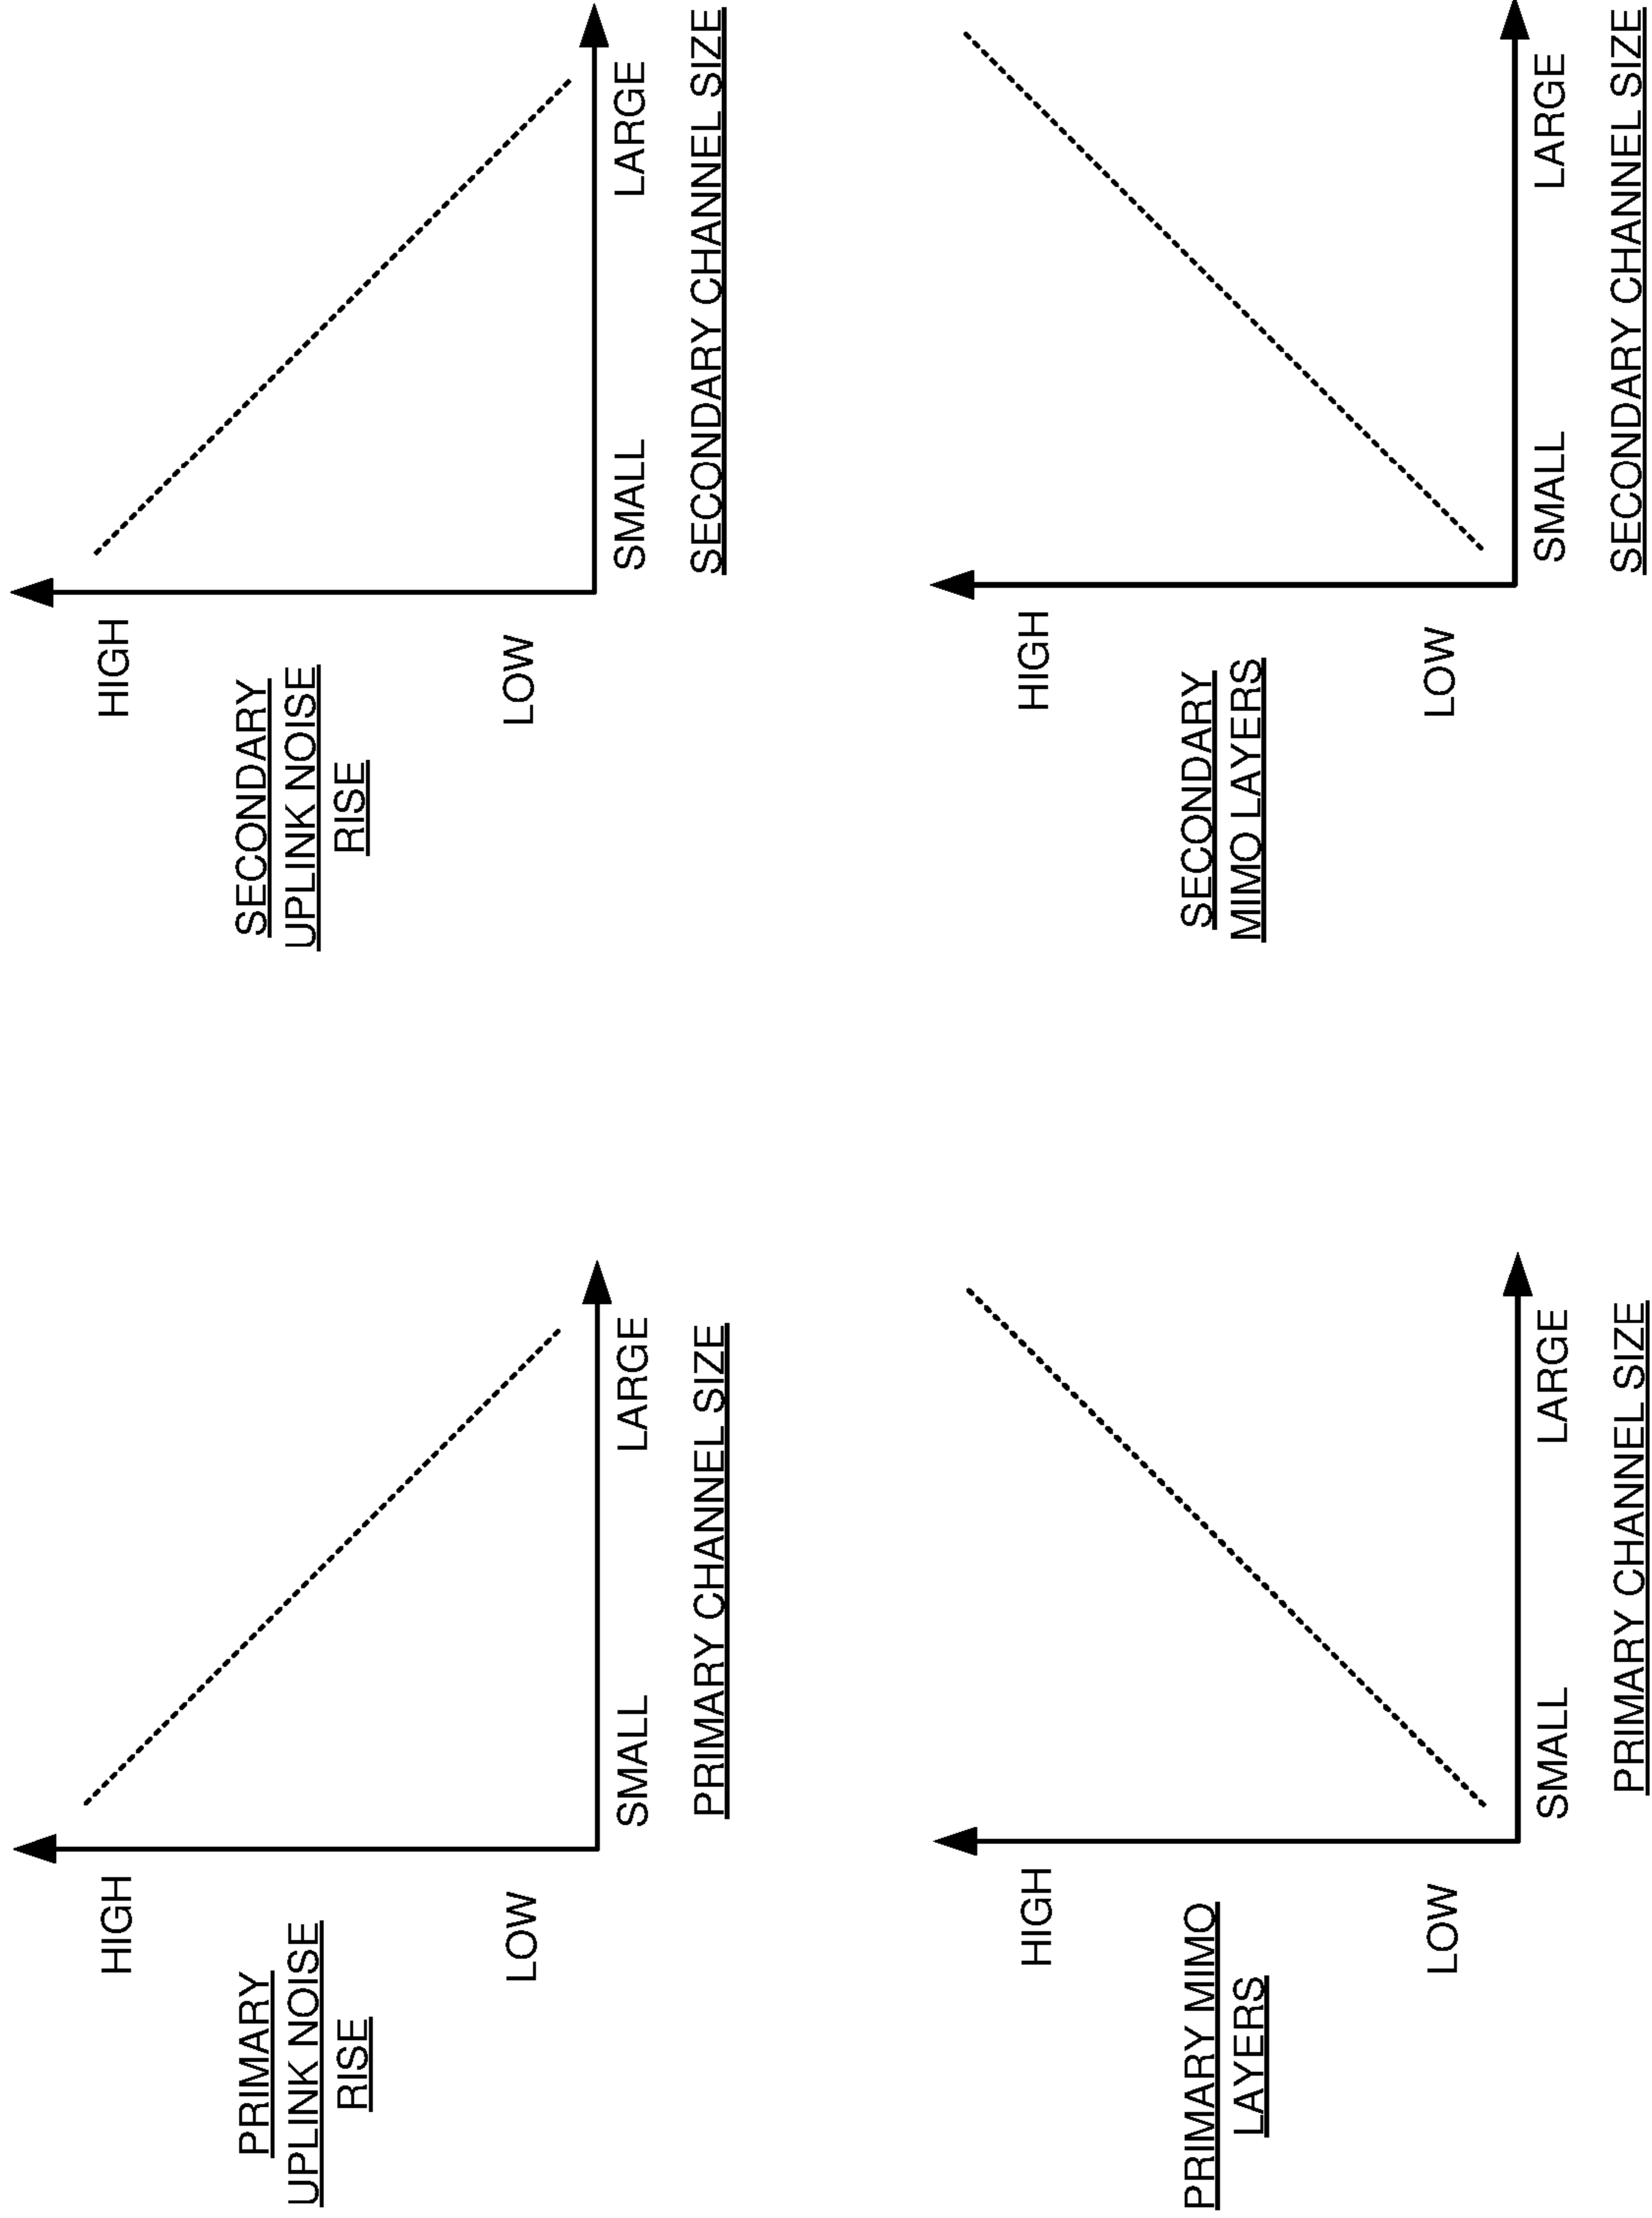 HIGH
PRIMARY
UPLINK NOISE
RISE
LOW
SMALL
LARGE
PRIMARY CHANNEL SIZE
HIGH
SECONDARY
UPLINK NOISE
RISE
LOW
SMALL
LARGE
SECONDARY CHANNEL SIZE
HIGH
PRIMARY MIMO
LAYERS
LOW
SMALL
LARGE
PRIMARY CHANNEL SIZE
HIGH
SECONDARY
MIMO LAYERS
LOW
SMALL
LARGE
SECONDARY CHANNEL SIZE